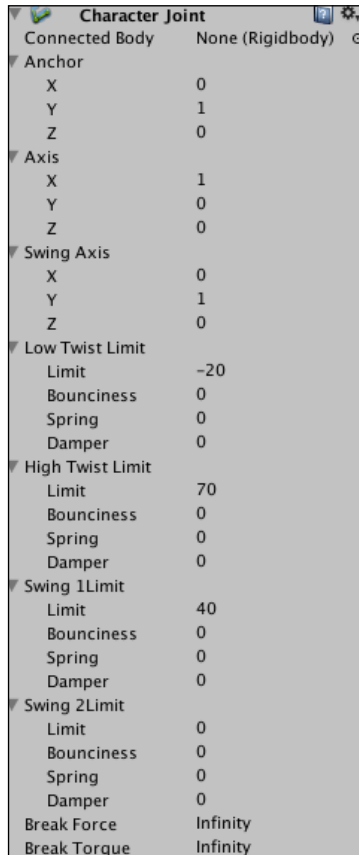 Character Joint
Connected Body None (Rigidbody)
Anchor
X 0
Y 1
Z 0
Axis
X 1
Y 0
Z 0
Swing Axis
X 0
Y 1
Z 0
Low Twist Limit
Limit -20
Bounciness 0
Spring 0
Damper 0
High Twist Limit
Limit 70
Bounciness 0
Spring 0
Damper 0
Swing 1Limit
Limit 40
Bounciness 0
Spring 0
Damper 0
Swing 2Limit
Limit 0
Bounciness 0
Spring 0
Damper 0
Break Force Infinity
Break Torque Infinity